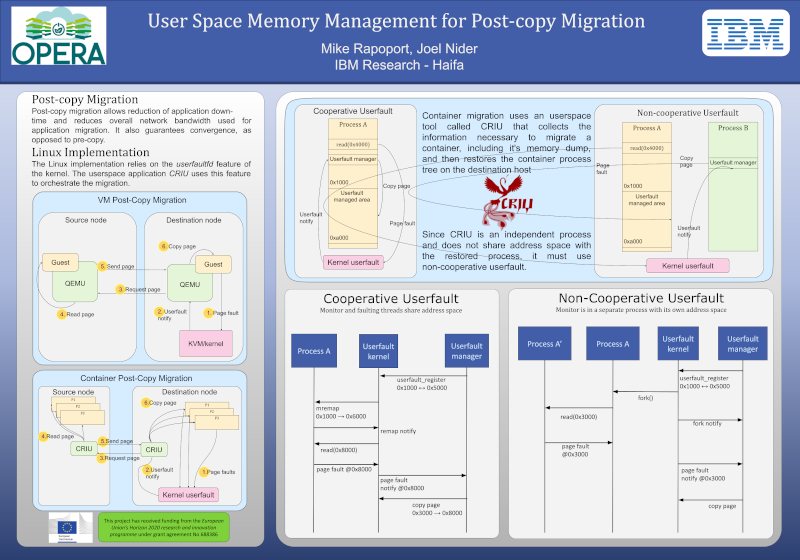 OPERA
User Space Memory Management for Post-copy Migration
Mike Rapoport, Joel Nider
IBM Research - Haifa
IBM
Post-copy Migration
Post-copy migration allows reduction of application down-
time and reduces overall network bandwidth used for
application migration. It also guarantees convergence, as
opposed to pre-copy.
Linux Implementation
The Linux implementation relies on the userfaultfd feature of
the kernel. The userspace application CRIU uses this feature
to orchestrate the migration.
VM Post-Copy Migration
Source node
Destination node
6. Copy page
Guest
Guest
5. Send page
QEMU
QEMU
3. Request page
4. Read page
2. Userfault
notify
1. Page fault
KVM/kernel
Container Post-Copy Migration
Source node
Destination node
P1
P2
P3
6. Copy page
P1
P2
P3
4. Read page
5. Send page
CRIU
CRIU
3. Request page
2. Userfault
notify
1. Page faults
Kernel userfault
This project has received funding from the European
Union's Horizon 2020 research and innovation
programme under grant agreement No 688386
Cooperative Userfault
Process A
read(0x4000)
Userfault manager
0x1000
Userfault
managed area
0xa000
Copy page
Userfault
notify
Page fault
Kernel userfault
Container migration uses an userspace
tool called CRIU that collects the
information necessary to migrate a
container, including it's memory dump,
and then restores the container process
tree on the destination host
CRIU
Since CRIU is an independent process
and does not share address space with
the restored process, it must use
non-cooperative userfault.
Non-cooperative Userfault
Process A
Process B
read(0x4000)
Page
fault
Copy
page
Userfault manager
0x1000
Userfault
managed area
0xa000
Userfault
notify
Kernel userfault
Cooperative Userfault
Monitor and faulting threads share address space
Process A
Userfault
kernel
Userfault
manager
userfault_register
0x1000 ↔ 0x5000
mremap
0x1000 → 0x6000
remap notify
read(0x8000)
page fault @0x8000
page fault
notify @0x8000
copy page
0x3000 → 0x8000
Non-Cooperative Userfault
Monitor is in a separate process with its own address space
Process A'
Process A
Userfault
kernel
Userfault
manager
userfault_register
0x1000 ↔ 0x5000
fork()
read(0x3000)
fork notify
page fault
@0x3000
page fault
notify @0x3000
copy page